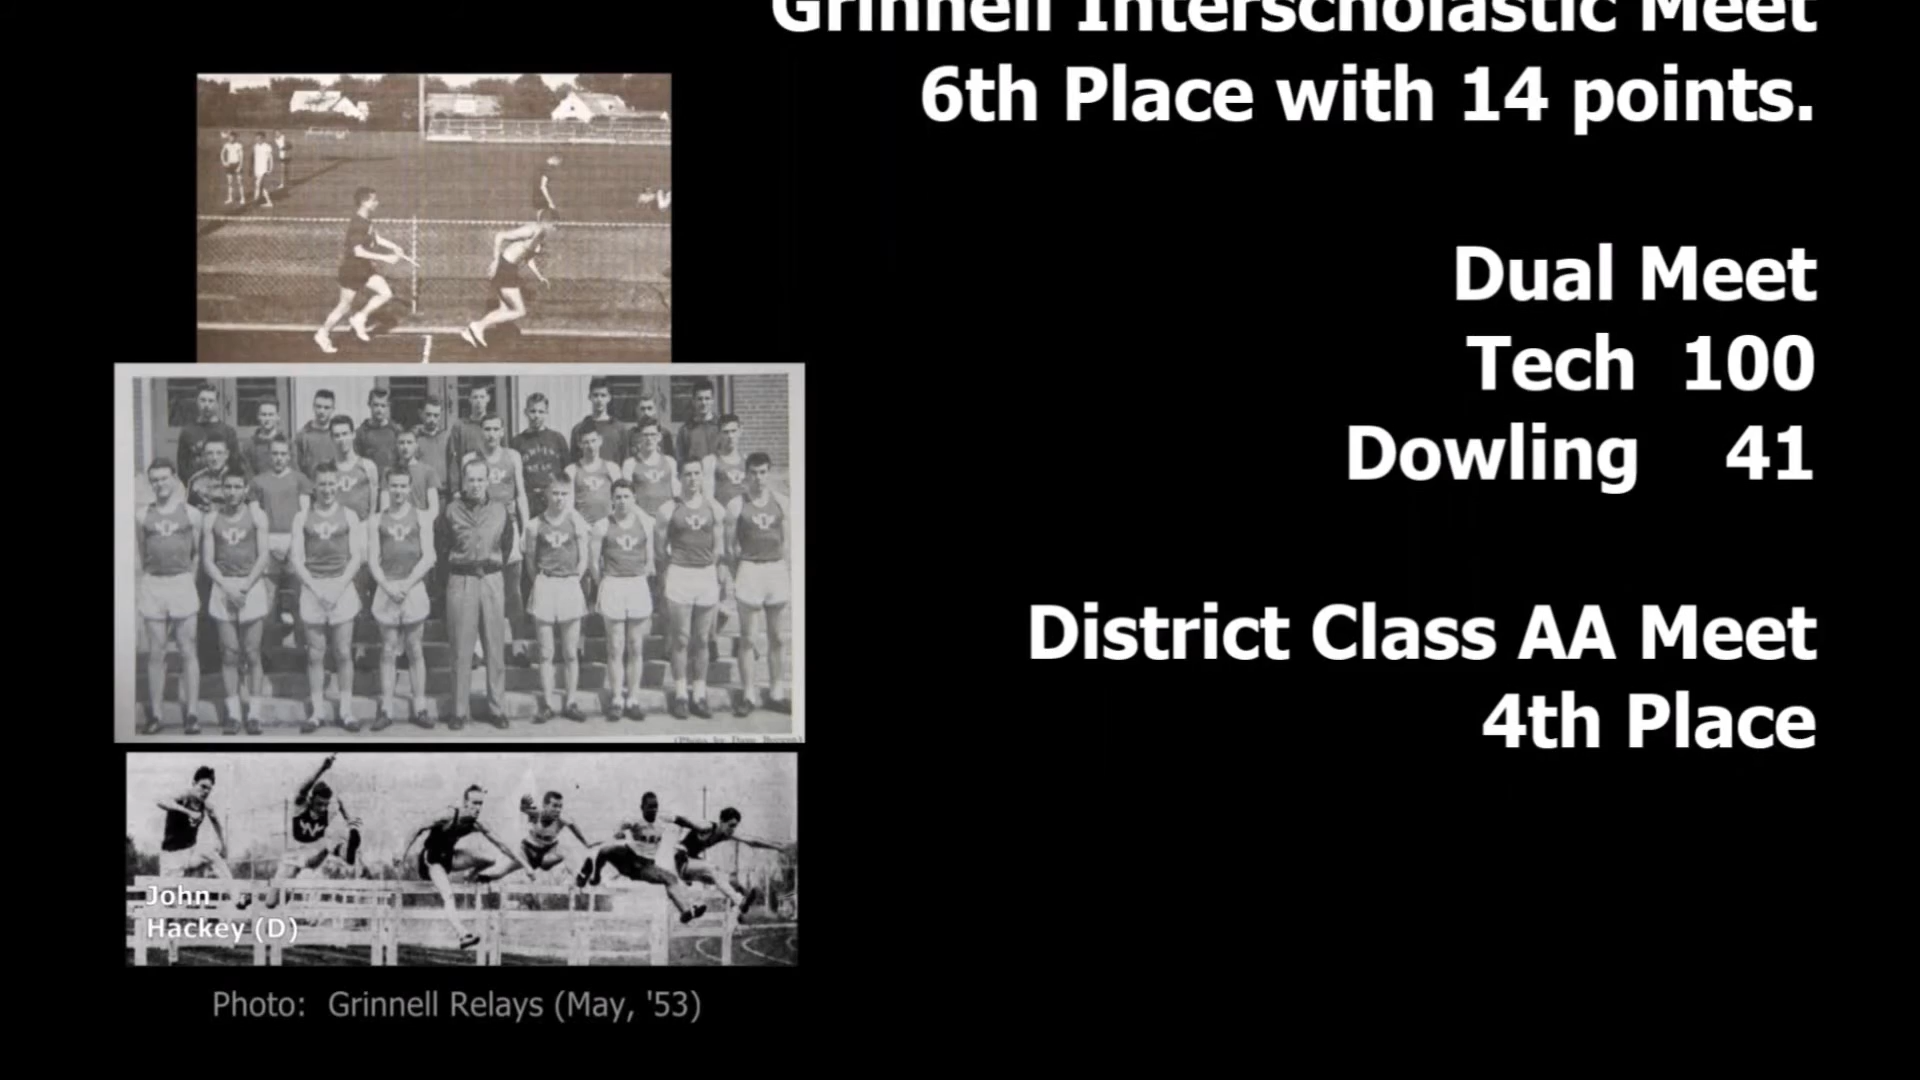 Grinnell Interscholastic Meet
6th Place with 14 points.
Dual Meet
Tech 100
Dowling 41
District Class AA Meet
4th Place
John
Hackey (D)
Photo: Grinnell Relays (May, '53)